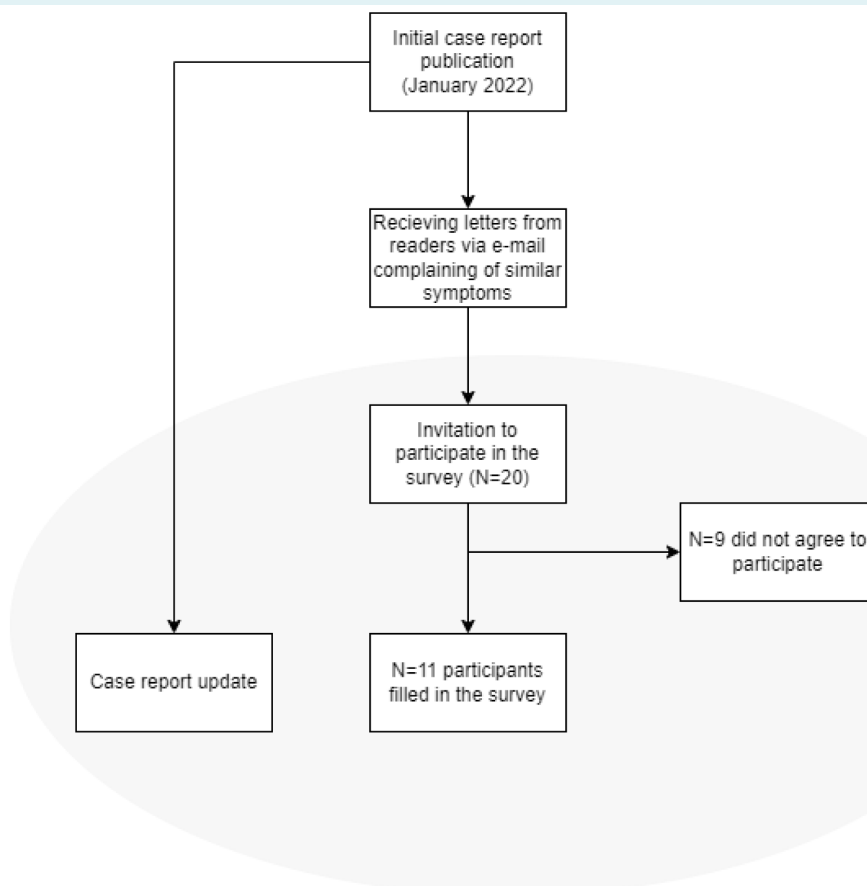 Initial case report
publication
(January 2022)
Recieving letters from
readers via e-mail
complaining of similar
symptoms
Invitation to
participate in the
survey (N=20)
N=9 did not agree to
participate
Case report update
N=11 participants
filled in the survey